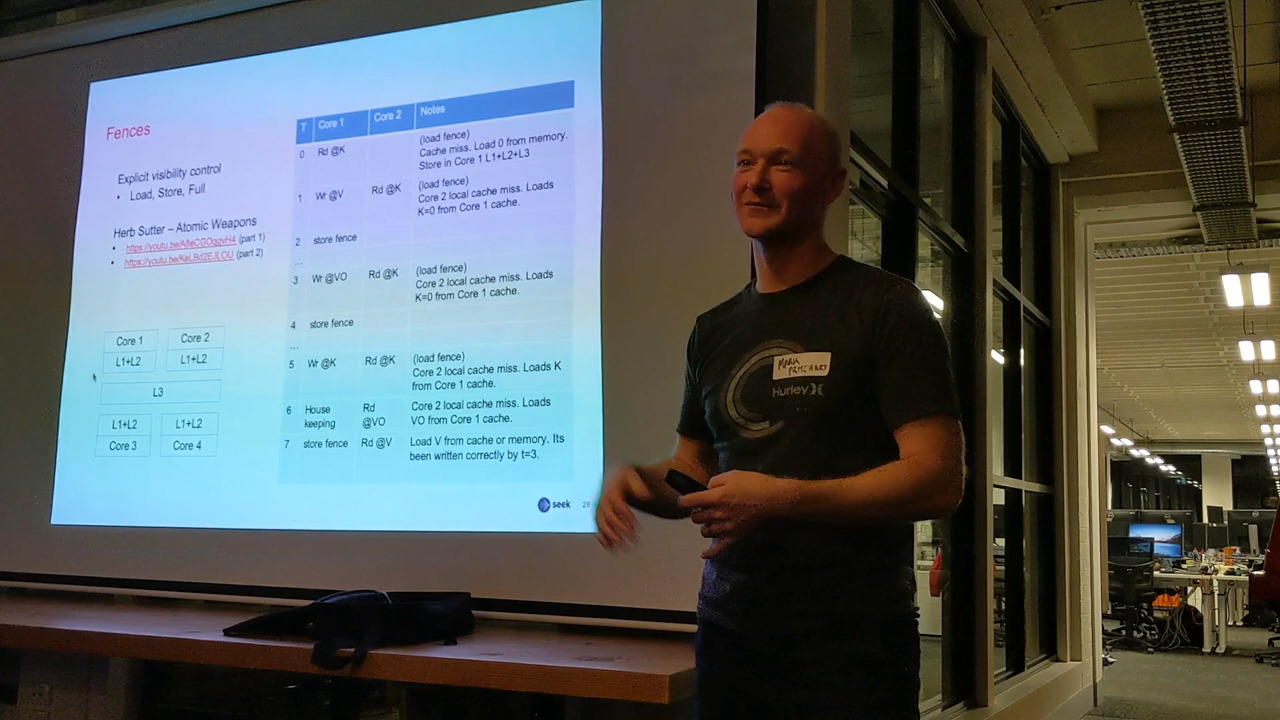 Fences
Explicit visibility control
• Load, Store, Full
Herb Sutter – Atomic Weapons
• (part 1)
• (part 2)
Core 1 Core 2
L1+L2 L1+L2
L3
L1+L2 L1+L2
Core 3 Core 4
T Core 1 Core 2 Notes
0 Rd @K (load fence)
Cache miss. Load 0 from memory.
Store in Core 1 L1+L2+L3
1 Wr @V Rd @K (load fence)
Core 2 local cache miss. Loads
K=0 from Core 1 cache.
2 store fence
...
3 Wr @VO Rd @K (load fence)
Core 2 local cache miss. Loads
K=0 from Core 1 cache.
4 store fence
...
5 Wr @K Rd @K (load fence)
Core 2 local cache miss. Loads K
from Core 1 cache.
6 House Rd Core 2 local cache miss. Loads
keeping @VO VO from Core 1 cache.
7 store fence Rd @V Load V from cache or memory. Its
been written correctly by t=3.
seek
MARK
Hurley